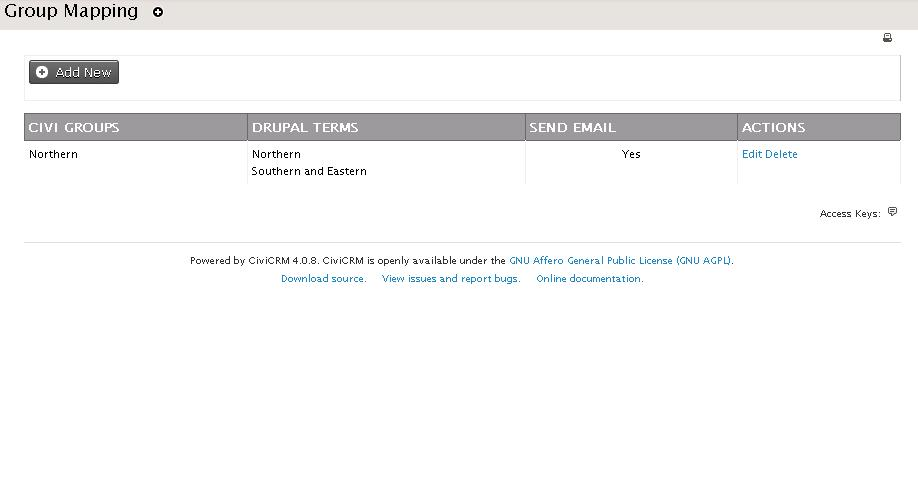 Group Mapping
Add New
CIVI GROUPS DRUPAL TERMS SEND EMAIL ACTIONS
Northern Northern Yes Edit Delete
Southern and Eastern
Access Keys:
Powered by CiviCRM 4.0.8. CiviCRM is openly available under the GNU Affero General Public License (GNU AGPL).
Download source. View issues and report bugs. Online documentation.